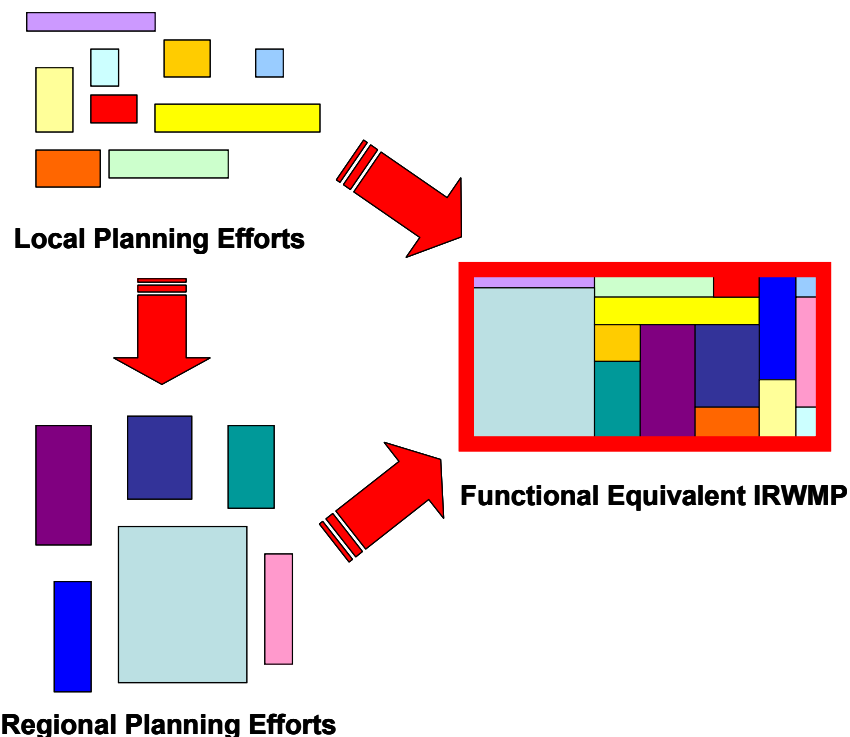 Local Planning Efforts
Functional Equivalent IRWMP
Regional Planning Efforts